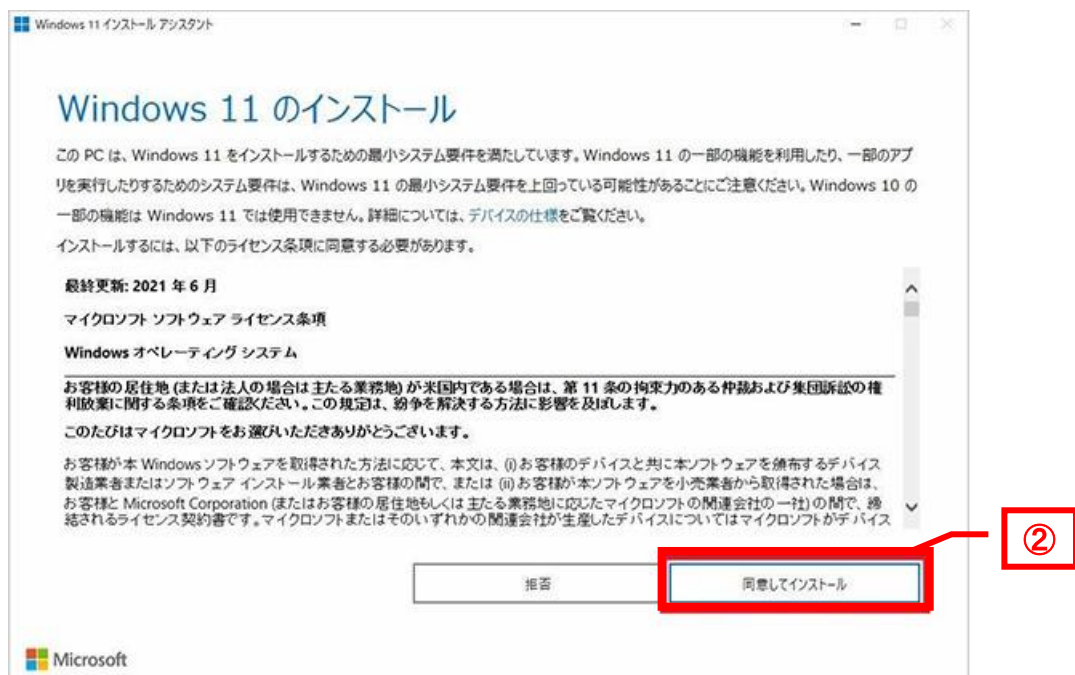 Windows 11 インストール アシスタント
Windows 11 のインストール
この PC は、Windows 11 をインストールするための最小システム要件を満たしています。Windows 11 の一部の機能を利用したり、一部のアプ
リを実行したりするためのシステム要件は、Windows 11 の最小システム要件を上回っている可能性があることにご注意ください。Windows 10 の
一部の機能は Windows 11 では使用できません。詳細については、デバイスの仕様をご覧ください。
インストールするには、以下のライセンス条項に同意する必要があります。
最終更新: 2021 年 6 月
マイクロソフト ソフトウェア ライセンス条項
Windows オペレーティング システム
お客様の居住地 (または法人の場合は主たる業務地) が米国内である場合は、第 11 条の拘束力のある仲裁および集団訴訟の権
利放棄に関する条項をご確認ください。この規定は、紛争を解決する方法に影響を及ぼします。
このたびはマイクロソフトをお選びいただきありがとうございます。
お客様が本 Windows ソフトウェアを取得された方法に応じて、本文は、(i) お客様のデバイスと共に本ソフトウェアを頒布するデバイス
製造業者またはソフトウェア インストール業者とお客様の間で、または (ii) お客様が本ソフトウェアを小売業者から取得された場合は、
お客様と Microsoft Corporation (またはお客様の居住地もしくは主たる業務地に応じたマイクロソフトの関連会社の一社) の間で、締
結されるライセンス契約書です。マイクロソフトまたはそのいずれかの関連会社が生産したデバイスについてはマイクロソフトがデバイス
②
拒否
同意してインストール
Microsoft